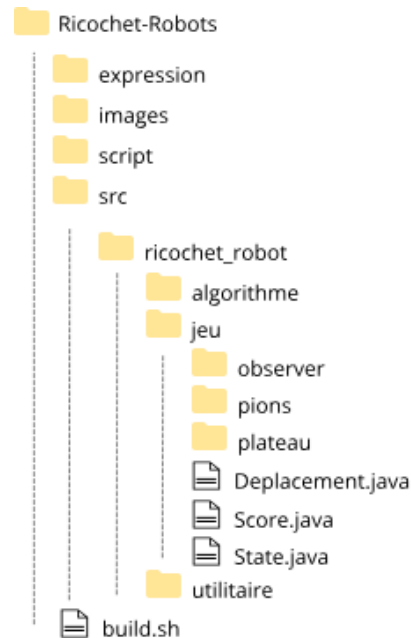 Ricochet-Robots
expression
images
script
src
ricochet_robot
algorithme
jeu
observer
pions
plateau
Deplacement.java
Score.java
State.java
utilitaire
build.sh